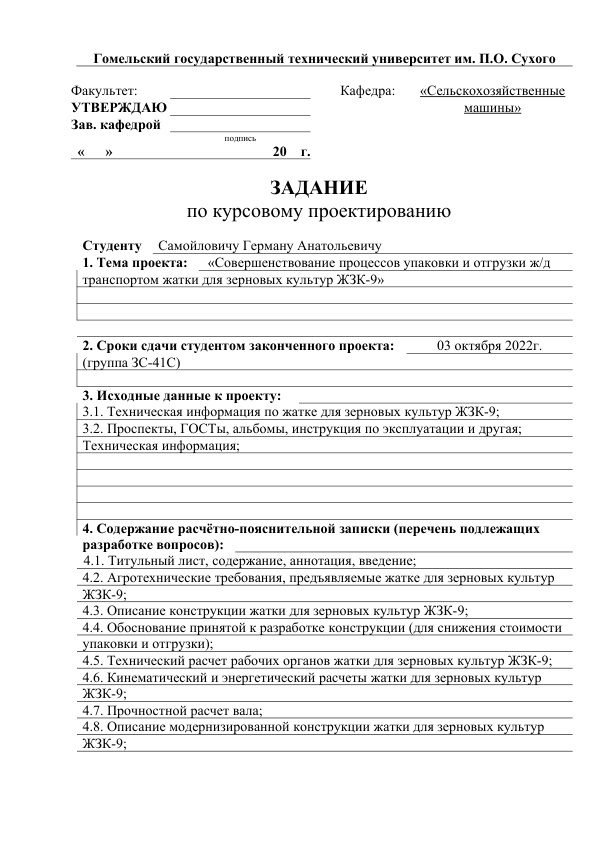 Гомельский государственный технический университет им. П.О. Сухого
Факультет: Кафедра: «Сельскохозяйственные
УТВЕРЖДАЮ машины»
Зав. кафедрой
подпись
« » 20 г.
ЗАДАНИЕ
по курсовому проектированию
Студенту Самойловичу Герману Анатольевичу
1. Тема проекта: «Совершенствование процессов упаковки и отгрузки ж/д
транспортом жатки для зерновых культур ЖЗК-9»
2. Сроки сдачи студентом законченного проекта: 03 октября 2022г.
(группа ЗС-41С)
3. Исходные данные к проекту:
3.1. Техническая информация по жатке для зерновых культур ЖЗК-9;
3.2. Проспекты, ГОСТы, альбомы, инструкция по эксплуатации и другая;
Техническая информация;
4. Содержание расчётно-пояснительной записки (перечень подлежащих
разработке вопросов):
4.1. Титульный лист, содержание, аннотация, введение;
4.2. Агротехнические требования, предъявляемые жатке для зерновых культур
ЖЗК-9;
4.3. Описание конструкции жатки для зерновых культур ЖЗК-9;
4.4. Обоснование принятой к разработке конструкции (для снижения стоимости
упаковки и отгрузки);
4.5. Технический расчет рабочих органов жатки для зерновых культур ЖЗК-9;
4.6. Кинематический и энергетический расчеты жатки для зерновых культур
ЖЗК-9;
4.7. Прочностной расчет вала;
4.8. Описание модернизированной конструкции жатки для зерновых культур
ЖЗК-9;